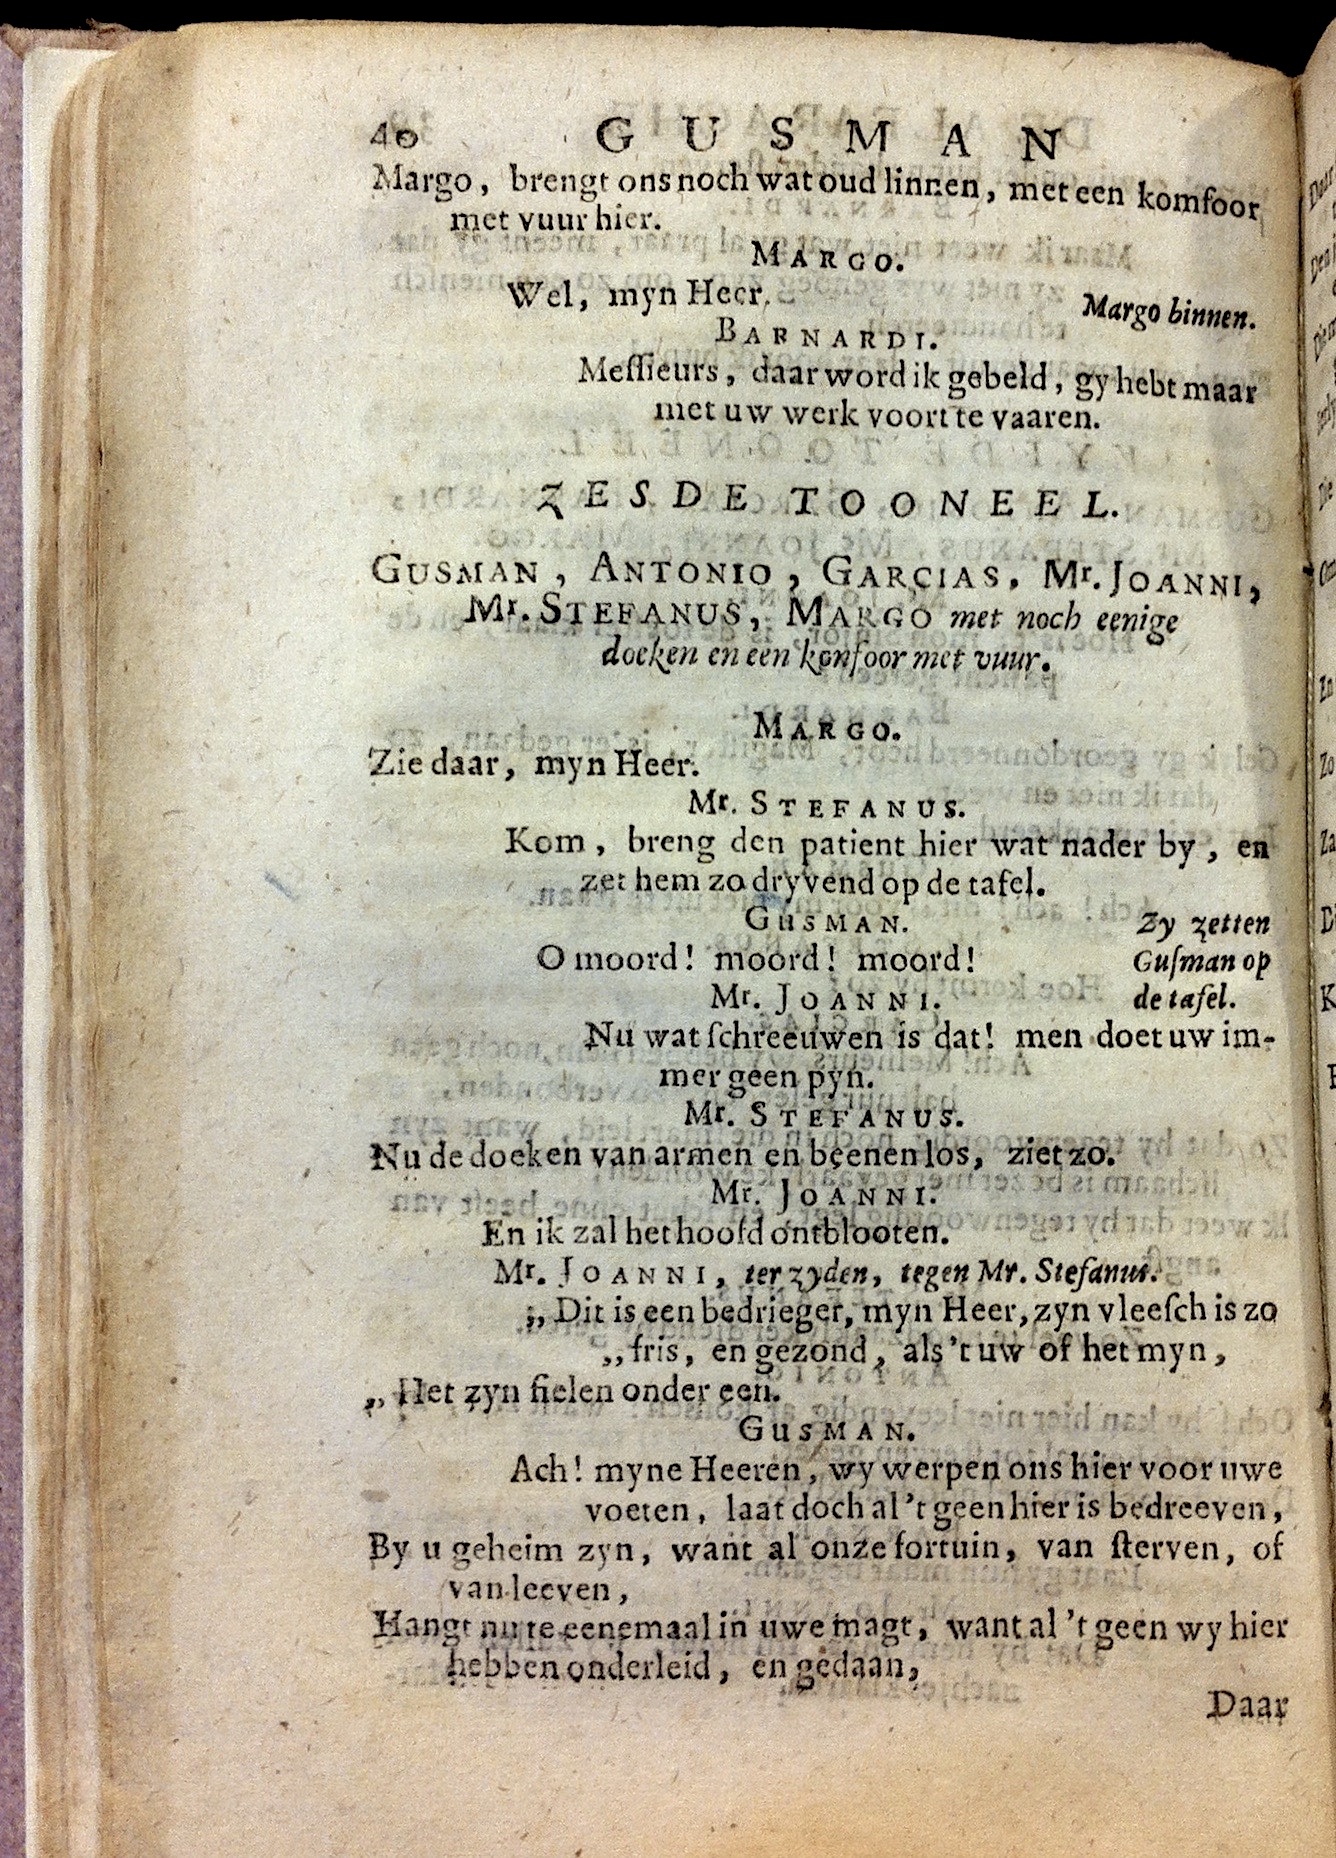 40 GUSMAN
Margo, brengt ons noch wat oud linnen, met een komfoor
met vuur hier.
MARGO.
Wel, myn Heer. Margo binnen.
BARNARDI.
Meſſieurs, daar word ik gebeld, gy hebt maar
met uw werk voort te vaaren.
ZESDE TOONEEL.
GUSMAN, ANTONIO, GARCIAS, Mr. JOANNI,
Mr. STEFANUS, MARGO met noch eenige
doeken en een konfoor met vuur.
MARGO.
Zie daar, myn Heer.
Mr. STEFANUS.
Kom, breng den patient hier wat nader by, en
zet hem zo dryvend op de tafel.
GUSMAN. Zy zetten
O moord! moord! moord! Guſman op
Mr. JOANNI. de tafel.
Nu wat ſchreeuwen is dat! men doet uw im-
mer geen pyn.
Mr. STEFANUS.
Nu de doeken van armen en beenen los, ziet zo.
Mr. JOANNI.
En ik zal het hoofd ontblooten.
Mr. JOANNI, ter zyden, tegen Mr. Stefanus.
„Dit is een bedrieger, myn Heer, zyn vleeſch is zo
„fris, en gezond, als 't uw of het myn,
„Het zyn fielen onder een.
GUSMAN.
Ach! myne Heeren, wy werpen ons hier voor uwe
voeten, laat doch al 't geen hier is bedreeven,
By u geheim zyn, want al onze fortuin, van ſterven, of
van leeven,
Hangt nu te eenemaal in uwe magt, want al 't geen wy hier
hebben onderleid, en gedaan,
Daar